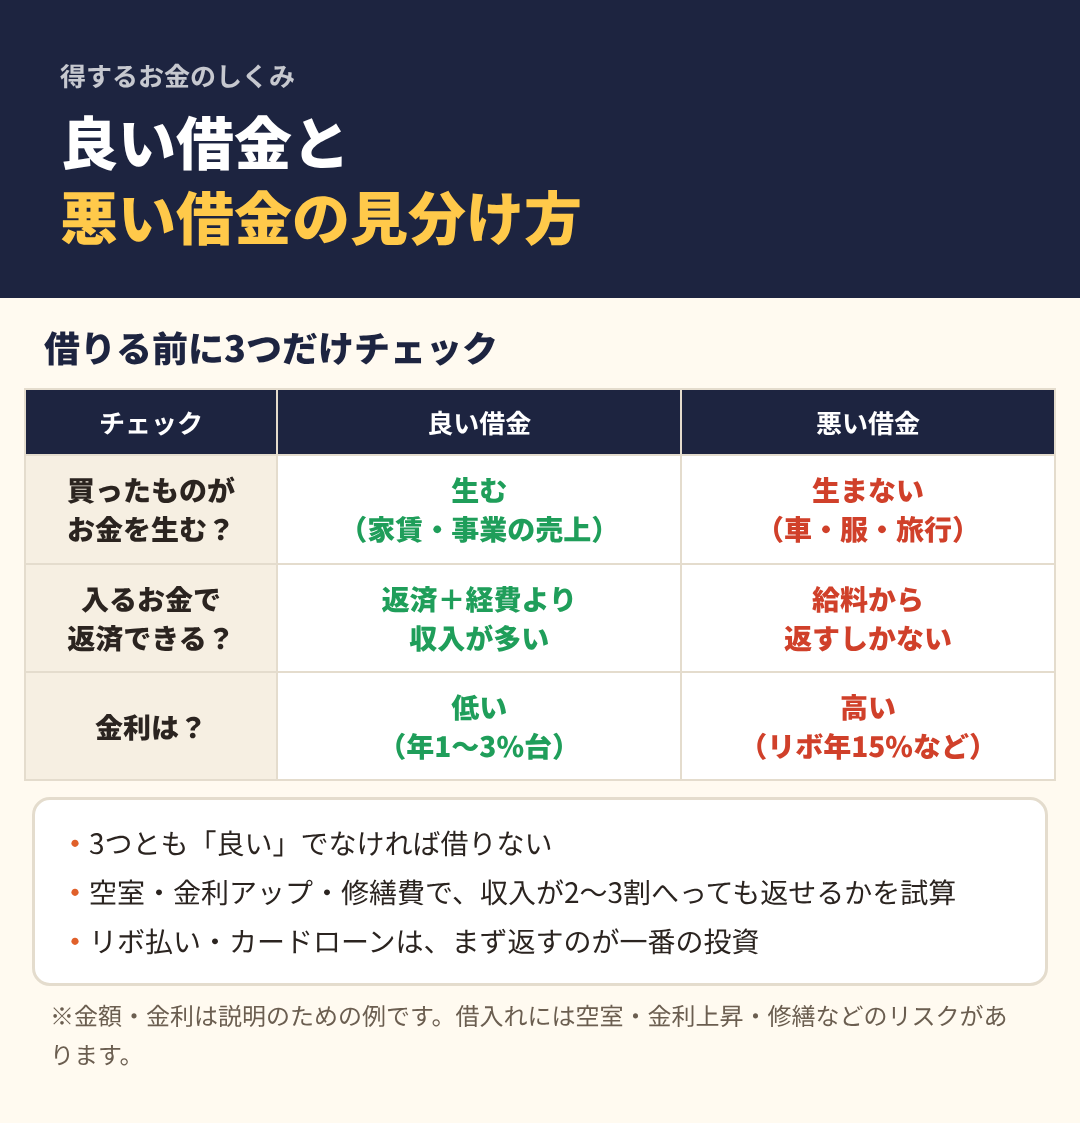 得するお金のしくみ
良い借金と
悪い借金の見分け方
借りる前に3つだけチェック
チェック 良い借金 悪い借金
買ったものが
お金を生む？
生む
（家賃・事業の売上）
生まない
（車・服・旅行）
入るお金で
返済できる？
返済＋経費より
収入が多い
給料から
返すしかない
金利は？
低い
（年1〜3%台）
高い
（リボ年15%など）
• 3つとも「良い」でなければ借りない
• 空室・金利アップ・修繕費で、収入が2〜3割へっても返せるかを試算
• リボ払い・カードローンは、まず返すのが一番の投資
※金額・金利は説明のための例です。借入れには空室・金利上昇・修繕などのリスクがあ
ります。